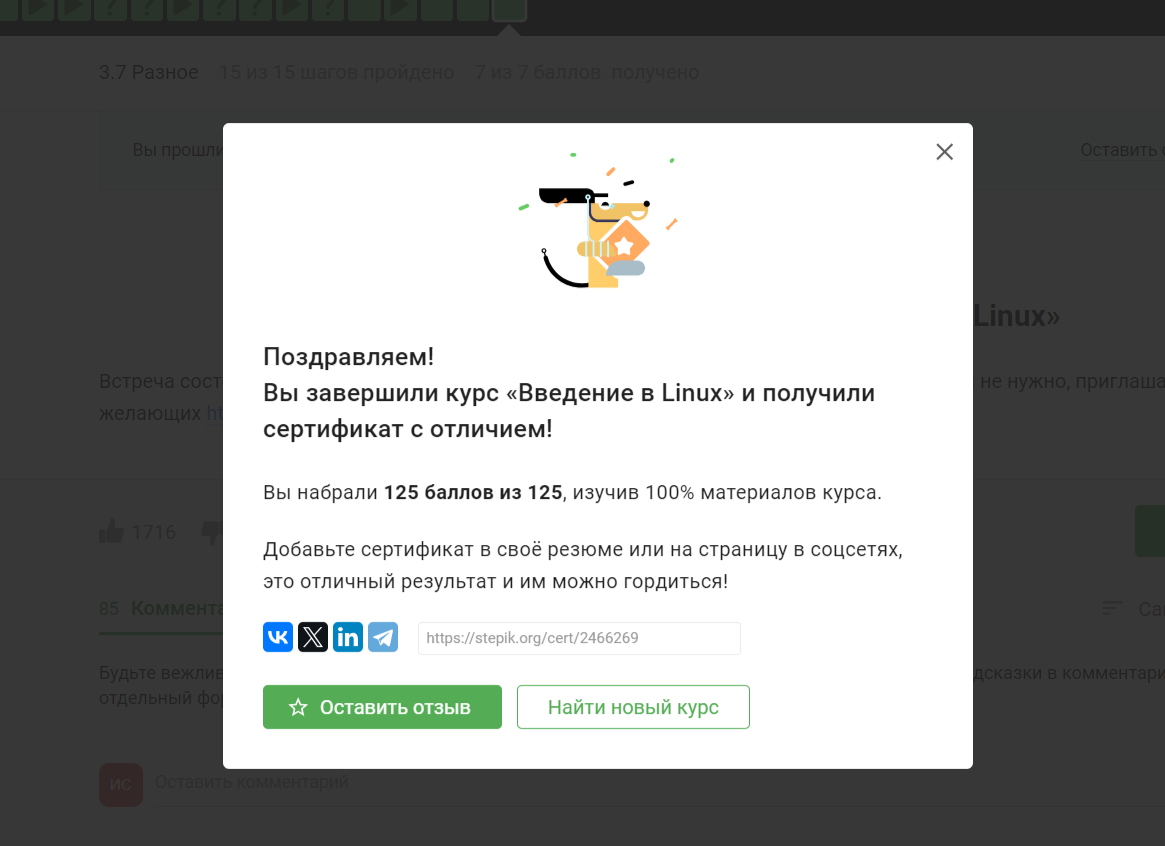 3.7 Разное 15 из 15 шагов пройдено 7 из 7 баллов получено
Вы прошли
Оставить
Linux»
Встреча сост
не нужно, приглаша
желающих ht
Поздравляем!
Вы завершили курс «Введение в Linux» и получили
сертификат с отличием!
Вы набрали 125 баллов из 125, изучив 100% материалов курса.
Добавьте сертификат в своё резюме или на страницу в соцсетях,
это отличный результат и им можно гордиться!
https://stepik.org/cert/2466269
Оставить отзыв Найти новый курс
1716
85 Коммента
Са
Будьте вежлив
дсказки в комментари
отдельный фор
ИС Оставить комментарий